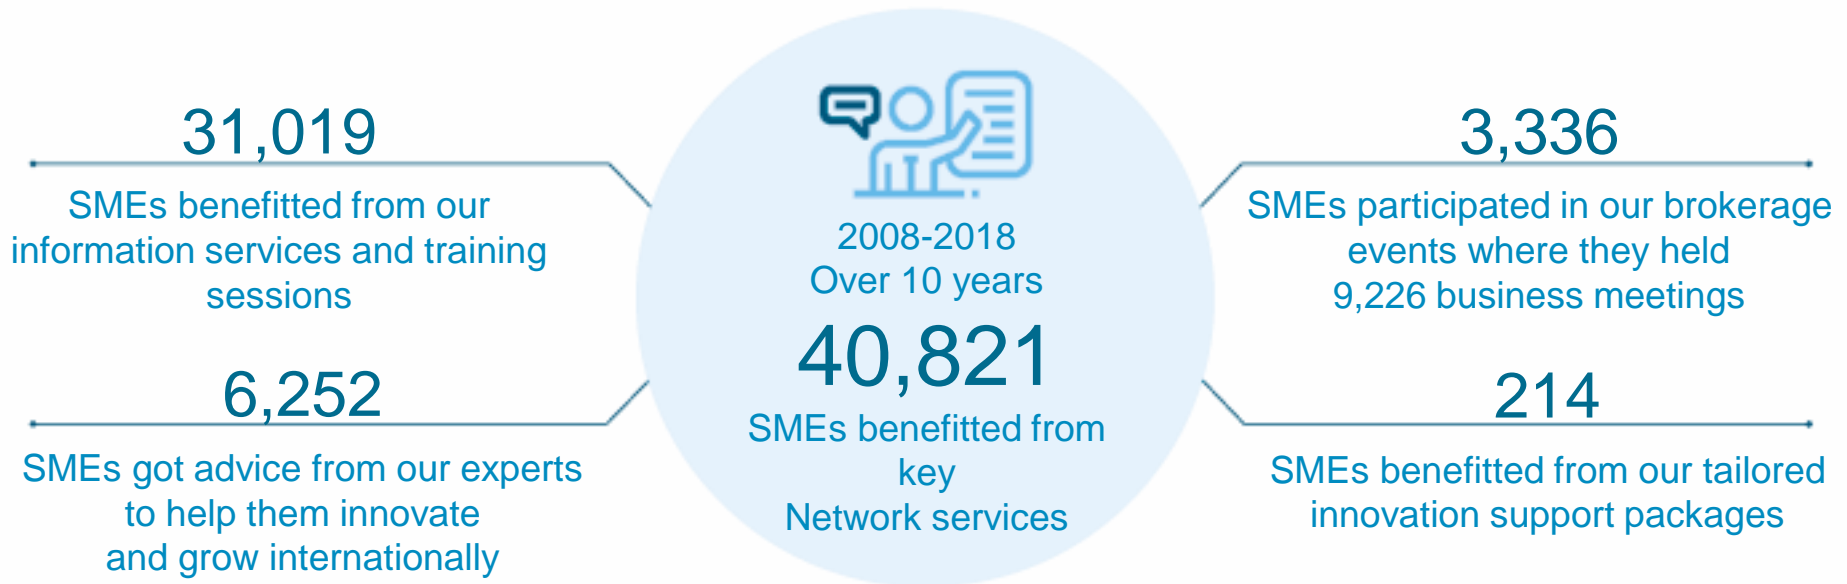 31,019
SMEs benefitted from our
information services and training
sessions
6,252
SMEs got advice from our experts
to help them innovate
and grow internationally
2008-2018
Over 10 years
40,821
SMEs benefitted from
key
Network services
3,336
SMEs participated in our brokerage
events where they held
9,226 business meetings
214
SMEs benefitted from our tailored
innovation support packages